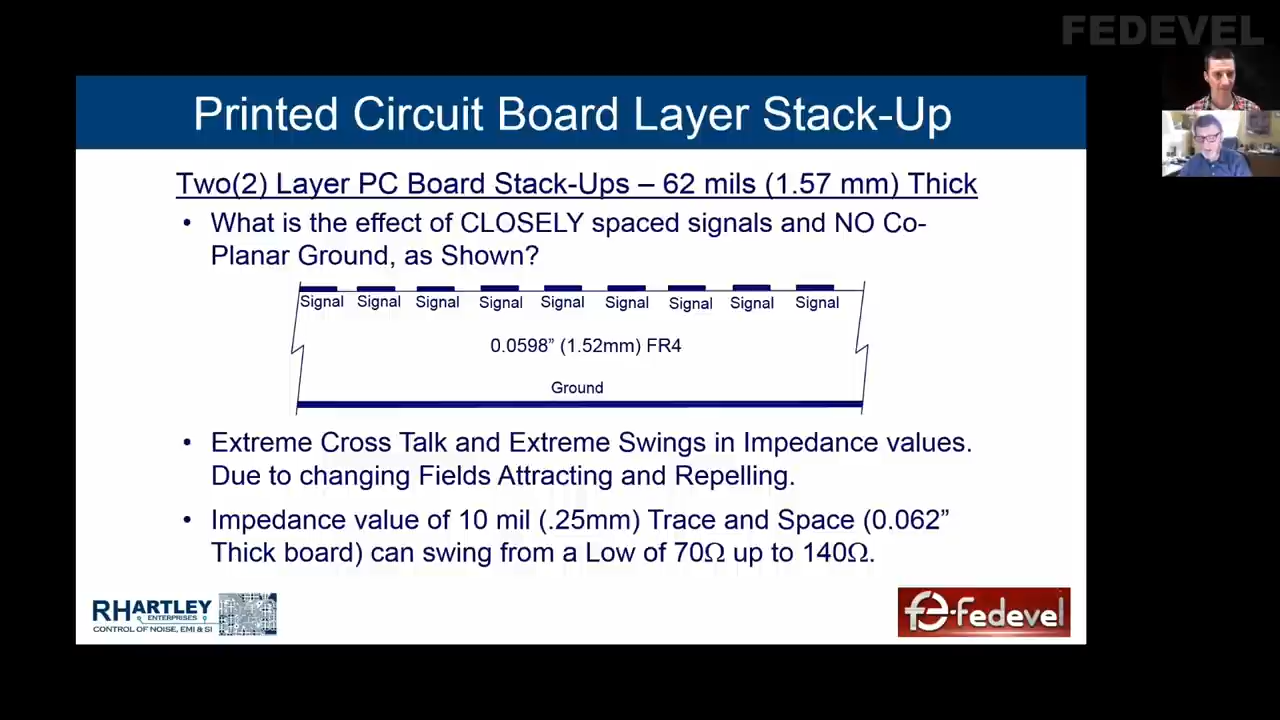 FEDEVEL
Printed Circuit Board Layer Stack-Up
Two(2) Layer PC Board Stack-Ups – 62 mils (1.57 mm) Thick
• What is the effect of CLOSELY spaced signals and NO Co-
Planar Ground, as Shown?
Signal Signal Signal Signal Signal Signal Signal Signal Signal
0.0598” (1.52mm) FR4
Ground
• Extreme Cross Talk and Extreme Swings in Impedance values.
Due to changing Fields Attracting and Repelling.
• Impedance value of 10 mil (.25mm) Trace and Space (0.062”
Thick board) can swing from a Low of 70Ω up to 140Ω.
RHARTLEY
ENTERPRISES
CONTROL OF NOISE, EMI & SI
fe-fedevel